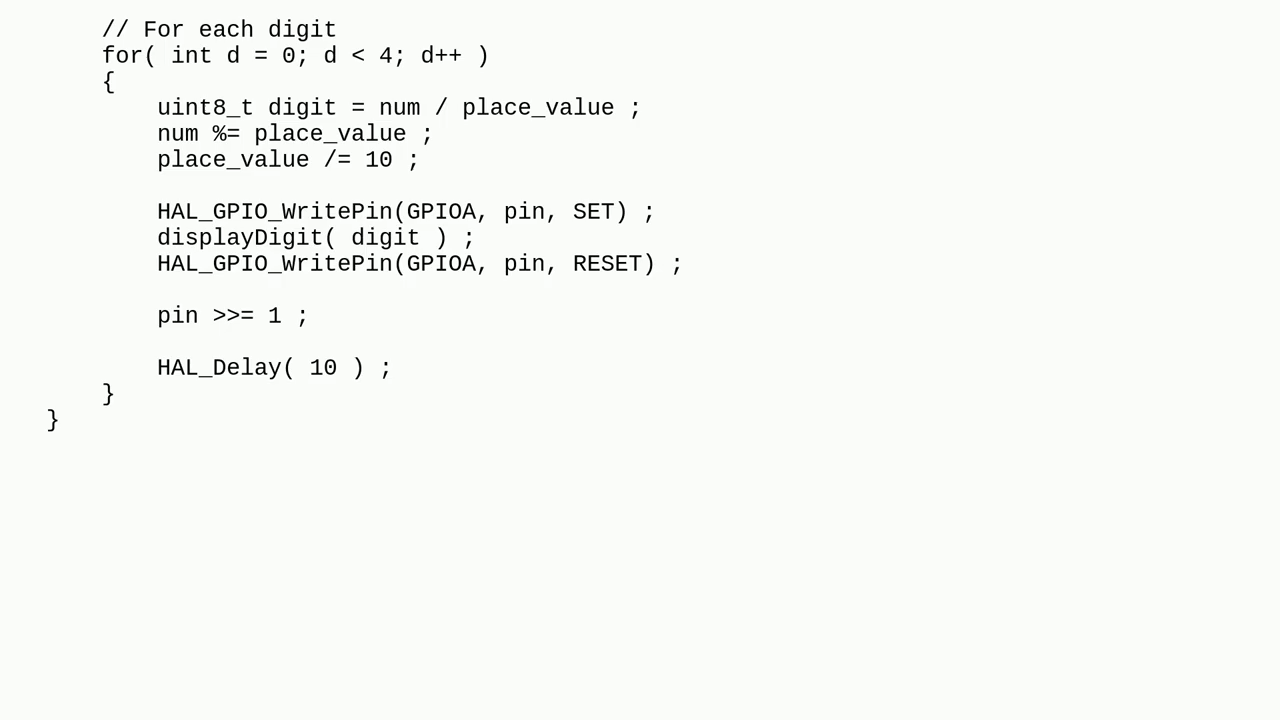 // For each digit
for( int d = 0; d < 4; d++ )
{
uint8_t digit = num / place_value ;
num %= place_value ;
place_value /= 10 ;
HAL_GPIO_WritePin(GPIOA, pin, SET) ;
displayDigit( digit ) ;
HAL_GPIO_WritePin(GPIOA, pin, RESET) ;
pin >>= 1 ;
HAL_Delay( 10 ) ;
}
}